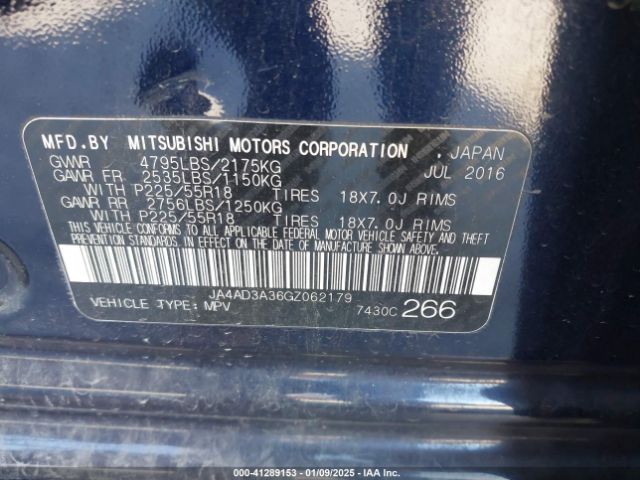 MFD.BY MITSUBISHI MOTORS CORPORATION . JAPAN
GVWR 4795LBS/2175KG JUL 2016
GAWR FR 2535LBS/1150KG
WITH P225/55R18 TIRES 18X7.0J RIMS
GAWR RR 2756LBS/1250KG
WITH P225/55R18 TIRES 18X7.0J RIMS
THIS VEHICLE CONFORMS TO ALL APPLICABLE FEDERAL MOTOR VEHICLE SAFETY AND THEFT
PREVENTION STANDARDS IN EFFECT ON THE DATE OF MANUFACTURE SHOWN ABOVE.
JA4AD3A36GZ062179
VEHICLE TYPE: MPV 7430C 266
000-41289153 - 01/09/2025 - IAA Inc.